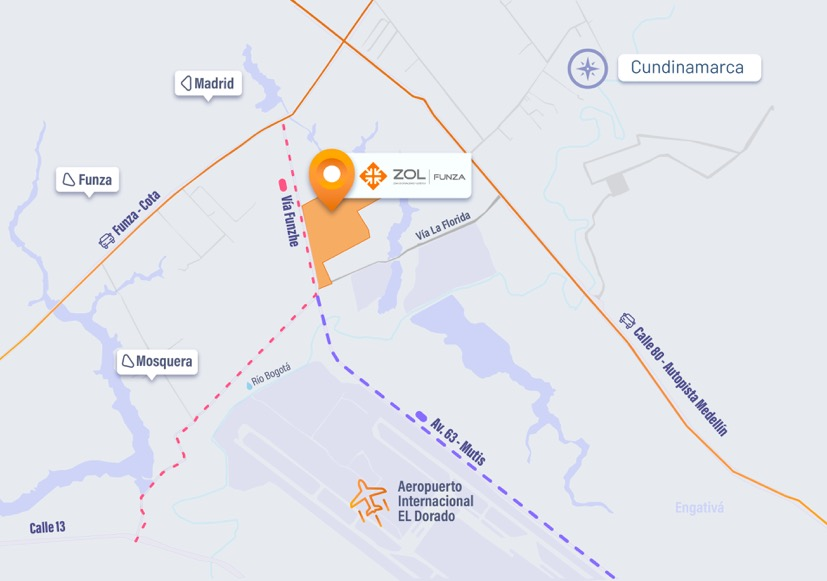 Cundinamarca
Madrid
ZOL
FUNZA
Funza
Funza - Cota
Vía Funzhe
Vía La Florida
Calle 80 - Autopista Medellín
Mosquera
Río Bogotá
Av. 63 - Mutis
Aeropuerto
Internacional
EL Dorado
Engativá
Calle 13